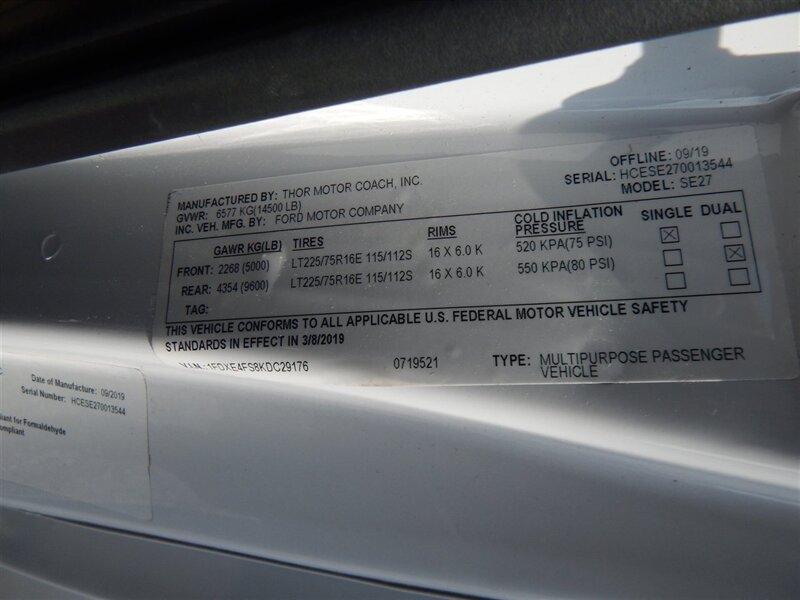 MANUFACTURED BY: THOR MOTOR COACH, INC.
OFFLINE: 09/19
GVWR: 6577 KG(14500 LB)
SERIAL: HCESE270013544
INC. VEH. MFG. BY: FORD MOTOR COMPANY
MODEL: SE27
GAWR KG(LB) TIRES RIMS COLD INFLATION PRESSURE SINGLE DUAL
FRONT: 2268 (5000) LT225/75R16E 115/112S 16 X 6.0 K 520 KPA(75 PSI) ☒ ☐
REAR: 4354 (9600) LT225/75R16E 115/112S 16 X 6.0 K 550 KPA(80 PSI) ☐ ☒
TAG: ☐ ☐
THIS VEHICLE CONFORMS TO ALL APPLICABLE U.S. FEDERAL MOTOR VEHICLE SAFETY
STANDARDS IN EFFECT IN 3/8/2019
V.I.N.: 1FDXE4FS8KDC29176 0719521 TYPE: MULTIPURPOSE PASSENGER
VEHICLE
Date of Manufacture: 09/2019
Serial Number: HCESE270013544
for Formaldehyde